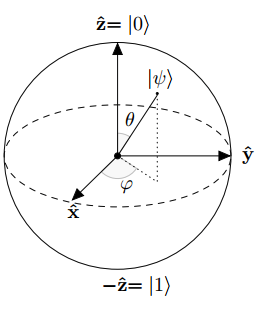 ẑ= |0⟩
|ψ⟩
θ
ŷ
φ
x̂
−ẑ= |1⟩